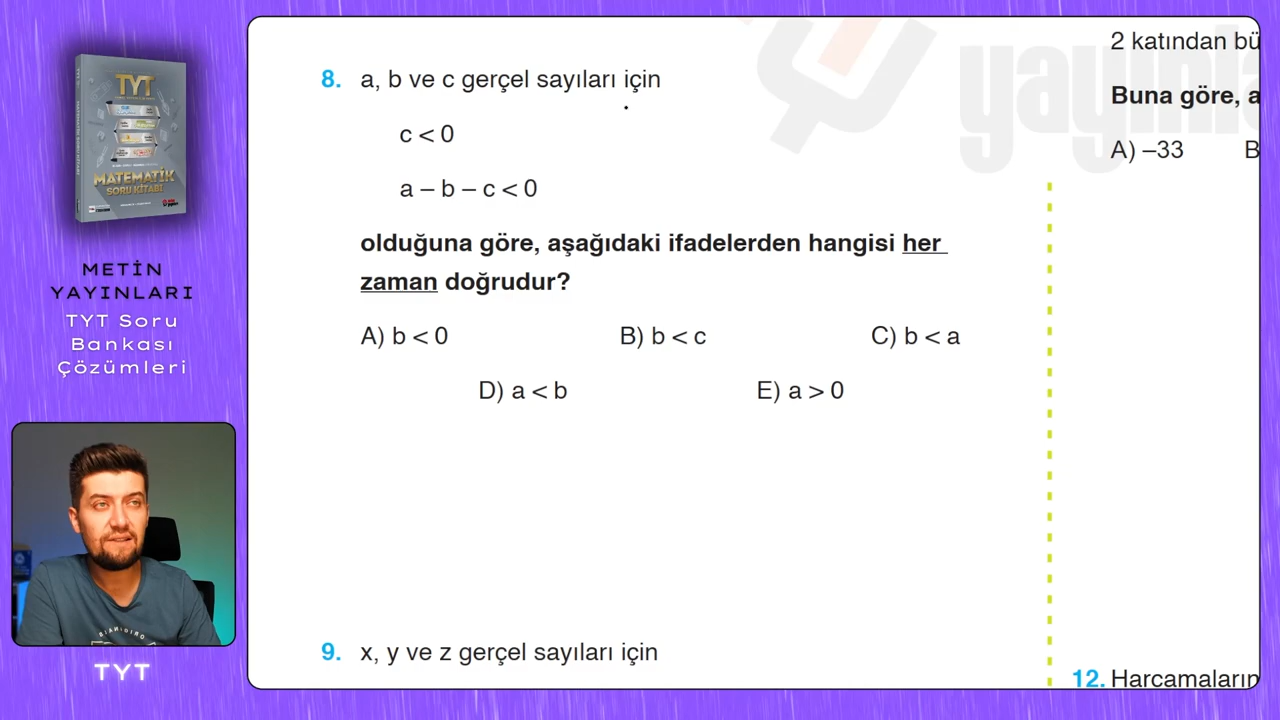 TYT
MATEMATİK
SORU KİTABI
METİN
YAYINLARI
TYT Soru
Bankası
Çözümleri
TYT
yayınla
8. a, b ve c gerçel sayıları için
c < 0
a – b – c < 0
olduğuna göre, aşağıdaki ifadelerden hangisi her
zaman doğrudur?
A) b < 0 B) b < c C) b < a
D) a < b E) a > 0
9. x, y ve z gerçel sayıları için
2 katından bü
Buna göre, a
A) –33 B
12. Harcamaların